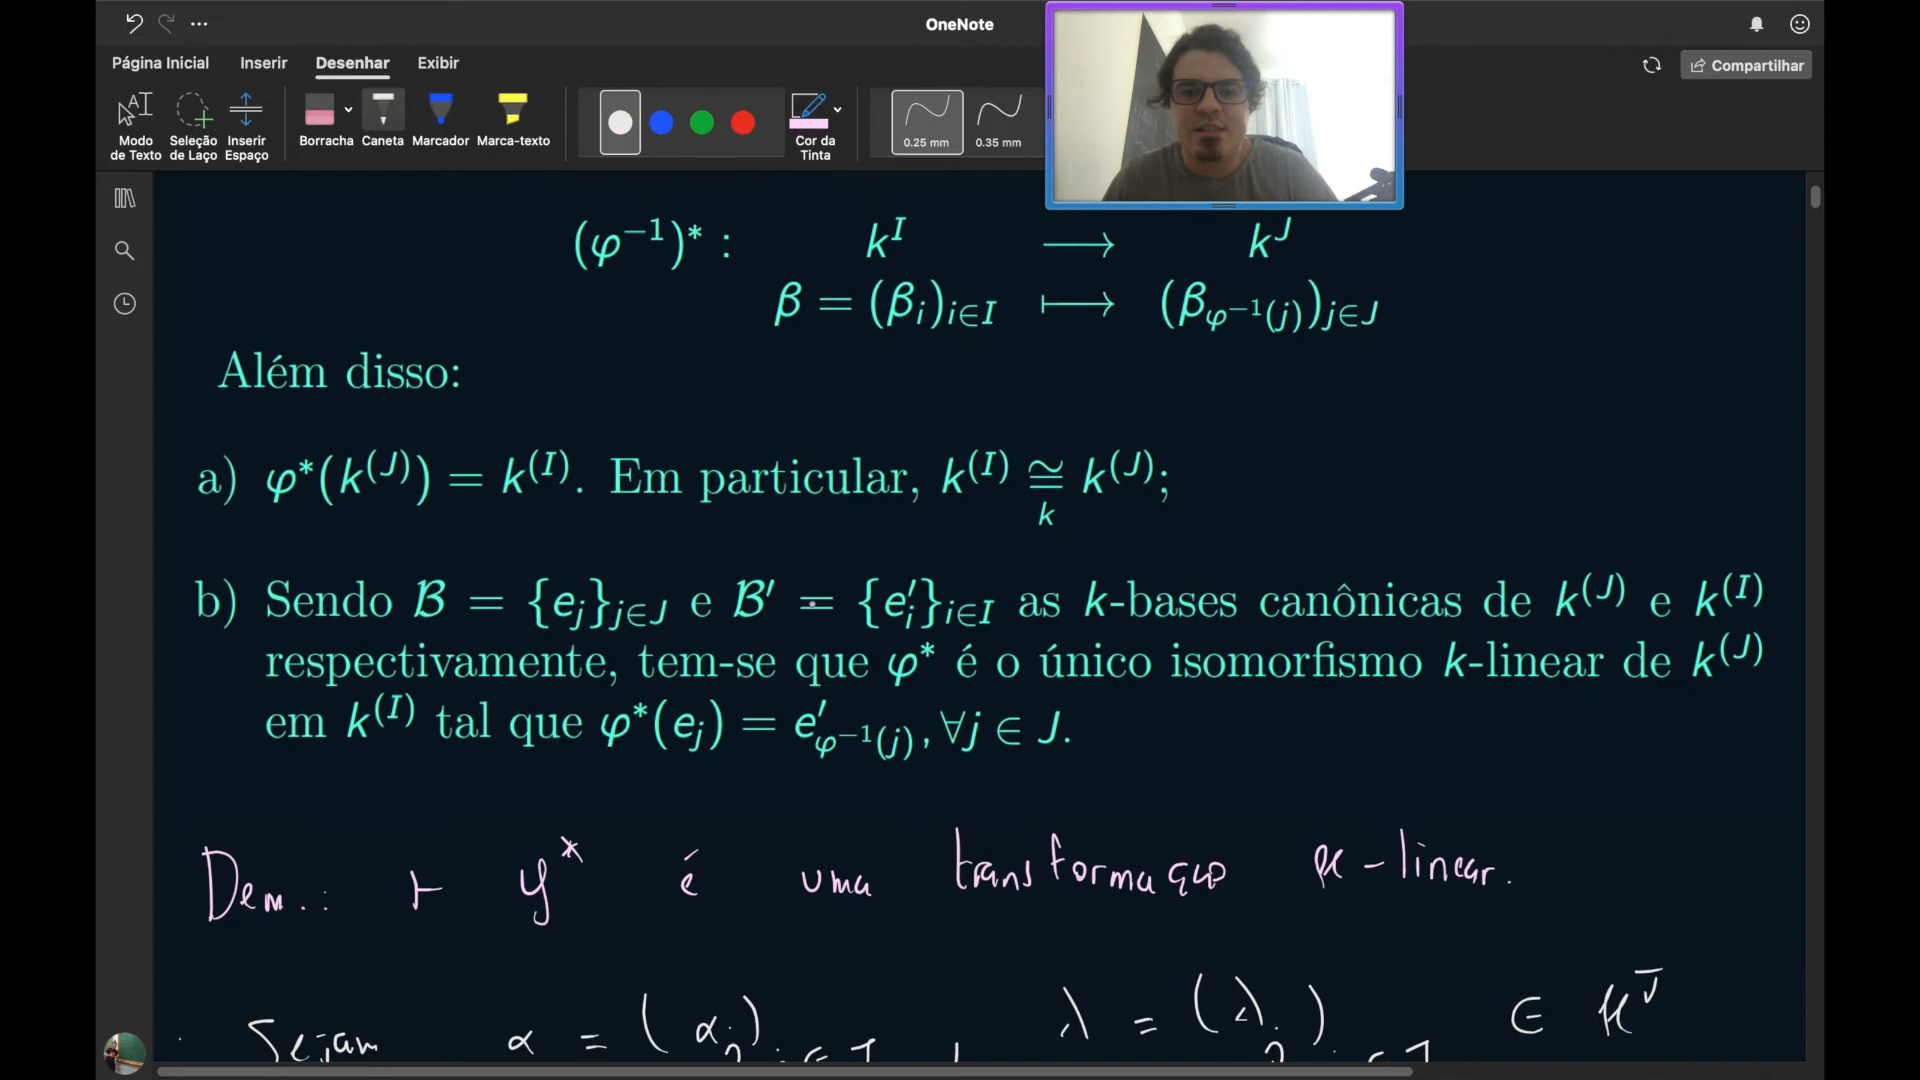 OneNote
Página Inicial Inserir Desenhar Exibir
Compartilhar
Modo de Texto
Seleção de Laço
Inserir Espaço
Borracha Caneta Marcador Marca-texto
Cor da Tinta
0.25 mm 0.35 mm
(φ⁻¹)* : k^I ⟶ k^J
β = (β_i)_{i∈I} ⟼ (β_{φ⁻¹(j)})_{j∈J}
Além disso:
a) φ*(k^(J)) = k^(I). Em particular, k^(I) ≅_k k^(J);
b) Sendo ℬ = {e_j}_{j∈J} e ℬ′ = {e′_i}_{i∈I} as k-bases canônicas de k^(J) e k^(I)
respectivamente, tem-se que φ* é o único isomorfismo k-linear de k^(J)
em k^(I) tal que φ*(e_j) = e′_{φ⁻¹(j)}, ∀j ∈ J.
Dem.: ⊢ φ* é uma transformação k-linear.
Sejam α = (α_j)_{j∈J}, λ = (λ_j)_{j∈J} ∈ k^J